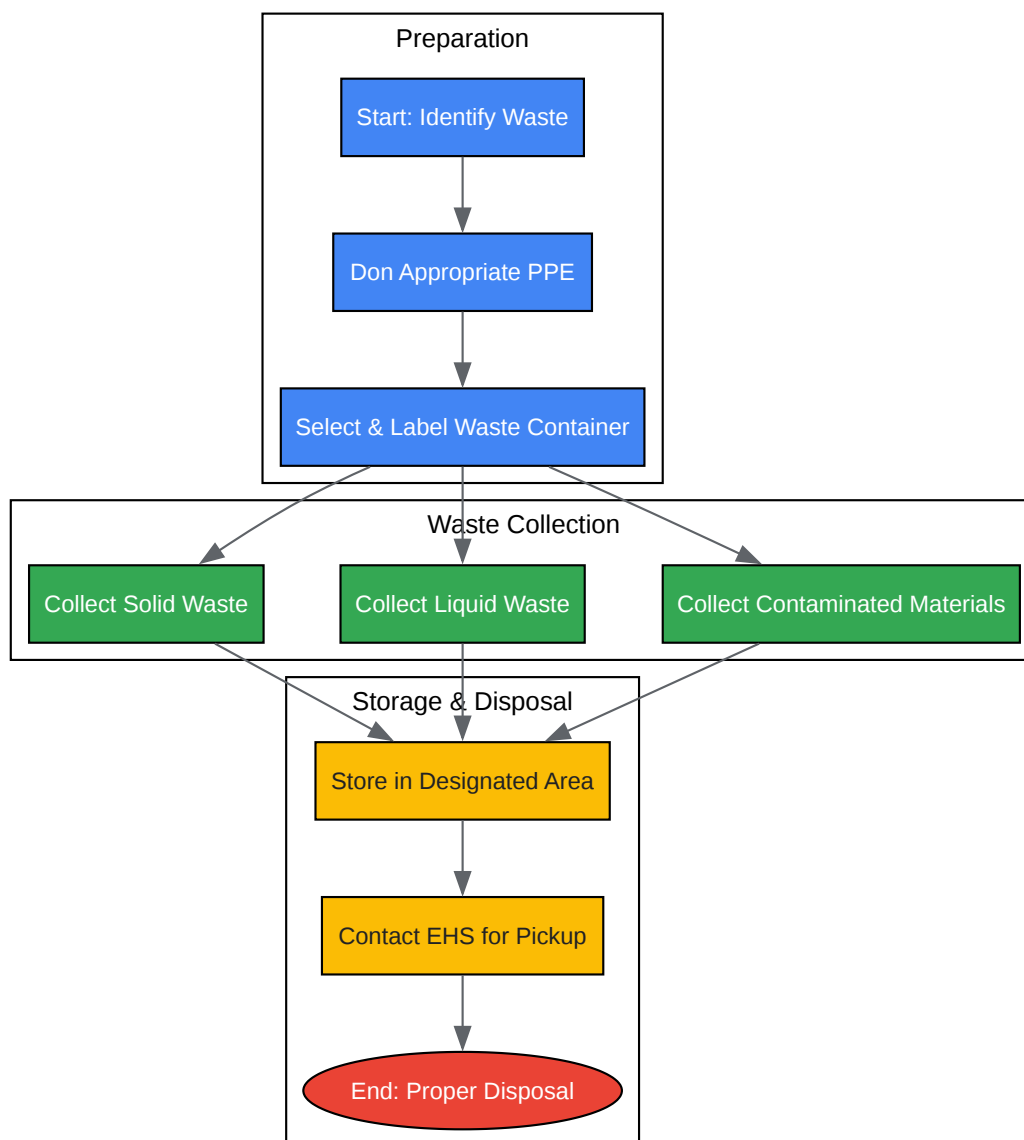 Preparation
Start: Identify Waste
Don Appropriate PPE
Select & Label Waste Container
Waste Collection
Collect Solid Waste
Collect Liquid Waste
Collect Contaminated Materials
Storage & Disposal
Store in Designated Area
Contact EHS for Pickup
End: Proper Disposal